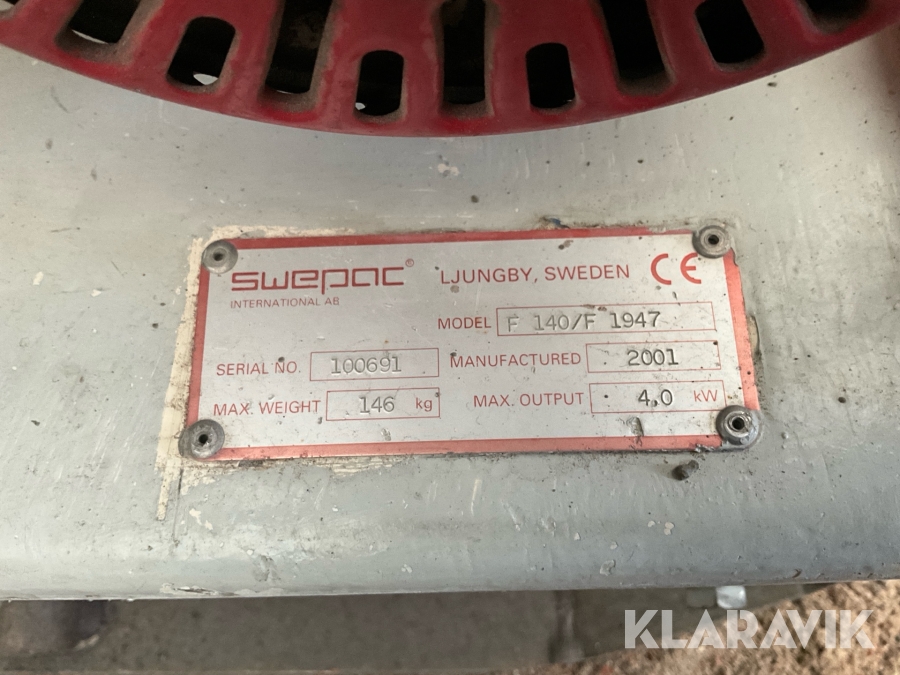 KLARAVIK
swepac® LJUNGBY, SWEDEN CE
INTERNATIONAL AB
MODEL F 140/F 1947
SERIAL NO. 100691 MANUFACTURED 2001
MAX. WEIGHT 146 kg MAX. OUTPUT 4.0 kW
KLARAVIK